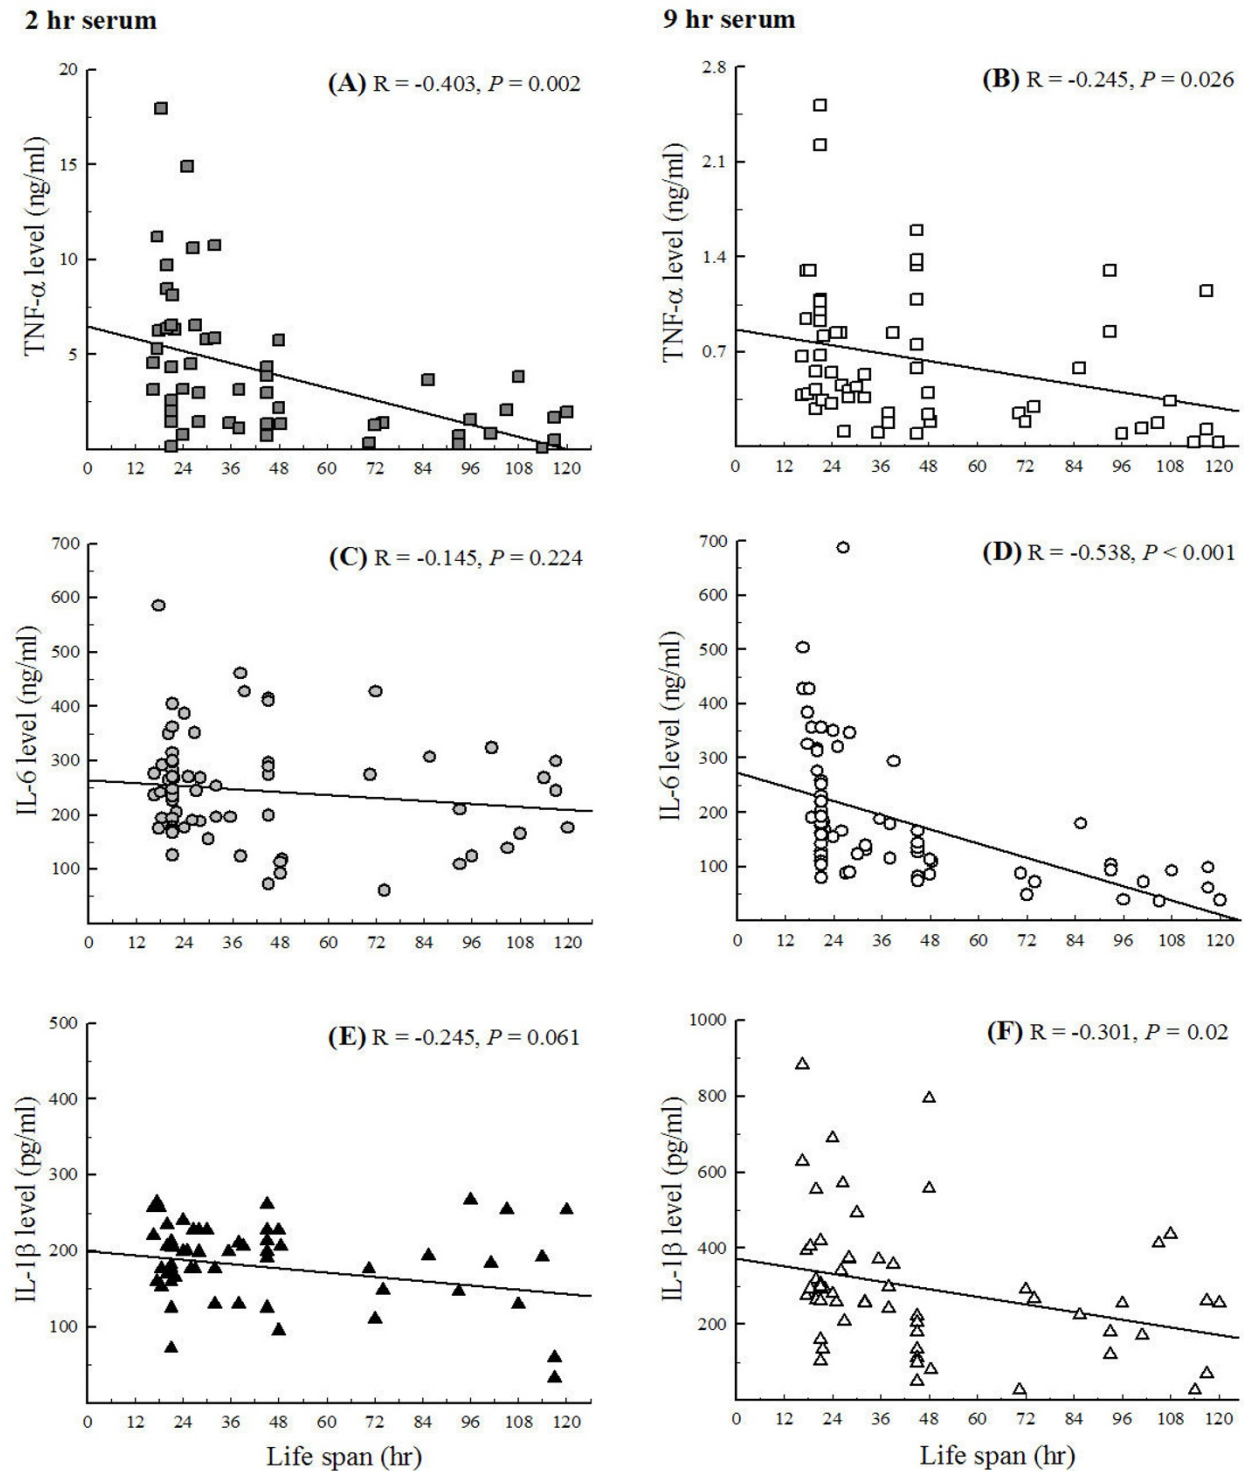 2 hr serum
9 hr serum
(A) R = -0.403, P = 0.002
TNF-α level (ng/ml)
20
15
10
5
0 12 24 36 48 60 72 84 96 108 120
(B) R = -0.245, P = 0.026
TNF-α level (ng/ml)
2.8
2.1
1.4
0.7
0 12 24 36 48 60 72 84 96 108 120
(C) R = -0.145, P = 0.224
IL-6 level (ng/ml)
700
600
500
400
300
200
100
0 12 24 36 48 60 72 84 96 108 120
(D) R = -0.538, P < 0.001
IL-6 level (ng/ml)
700
600
500
400
300
200
100
0 12 24 36 48 60 72 84 96 108 120
(E) R = -0.245, P = 0.061
IL-1β level (pg/ml)
500
400
300
200
100
0 12 24 36 48 60 72 84 96 108 120
Life span (hr)
(F) R = -0.301, P = 0.02
IL-1β level (pg/ml)
1000
800
600
400
200
0 12 24 36 48 60 72 84 96 108 120
Life span (hr)